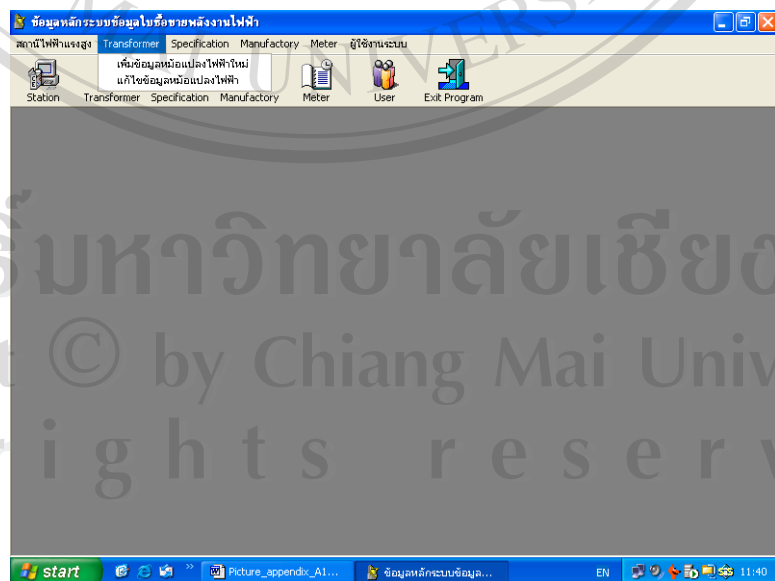 ข้อมูลหลักระบบข้อมูลใบซื้อขายพลังงานไฟฟ้า
สถานีไฟฟ้าแรงสูง Transformer Specification Manufactory Meter ผู้ใช้งานระบบ
เพิ่มข้อมูลหม้อแปลงไฟฟ้าใหม่
แก้ไขข้อมูลหม้อแปลงไฟฟ้า
Station Transformer Specification Manufactory Meter User Exit Program
MAI UNIVER
ธิ์มหาวิทยาลัยเชียง
t © by Chiang Mai Univ
rights reserv
start Picture_appendix_A1... ข้อมูลหลักระบบข้อมูล... EN 11:40